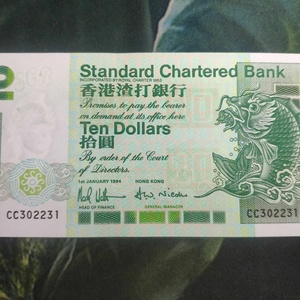 Standard Chartered Bank
INCORPORATED BY ROYAL CHARTER 1853
香港渣打銀行
Promises to pay the bearer
on demand at its office here
Ten Dollars
拾圓
By order of the Court
of Directors.
1ST JANUARY 1994 HONG KONG
HEAD OF FINANCE GENERAL MANAGER
CC302231 CC302231